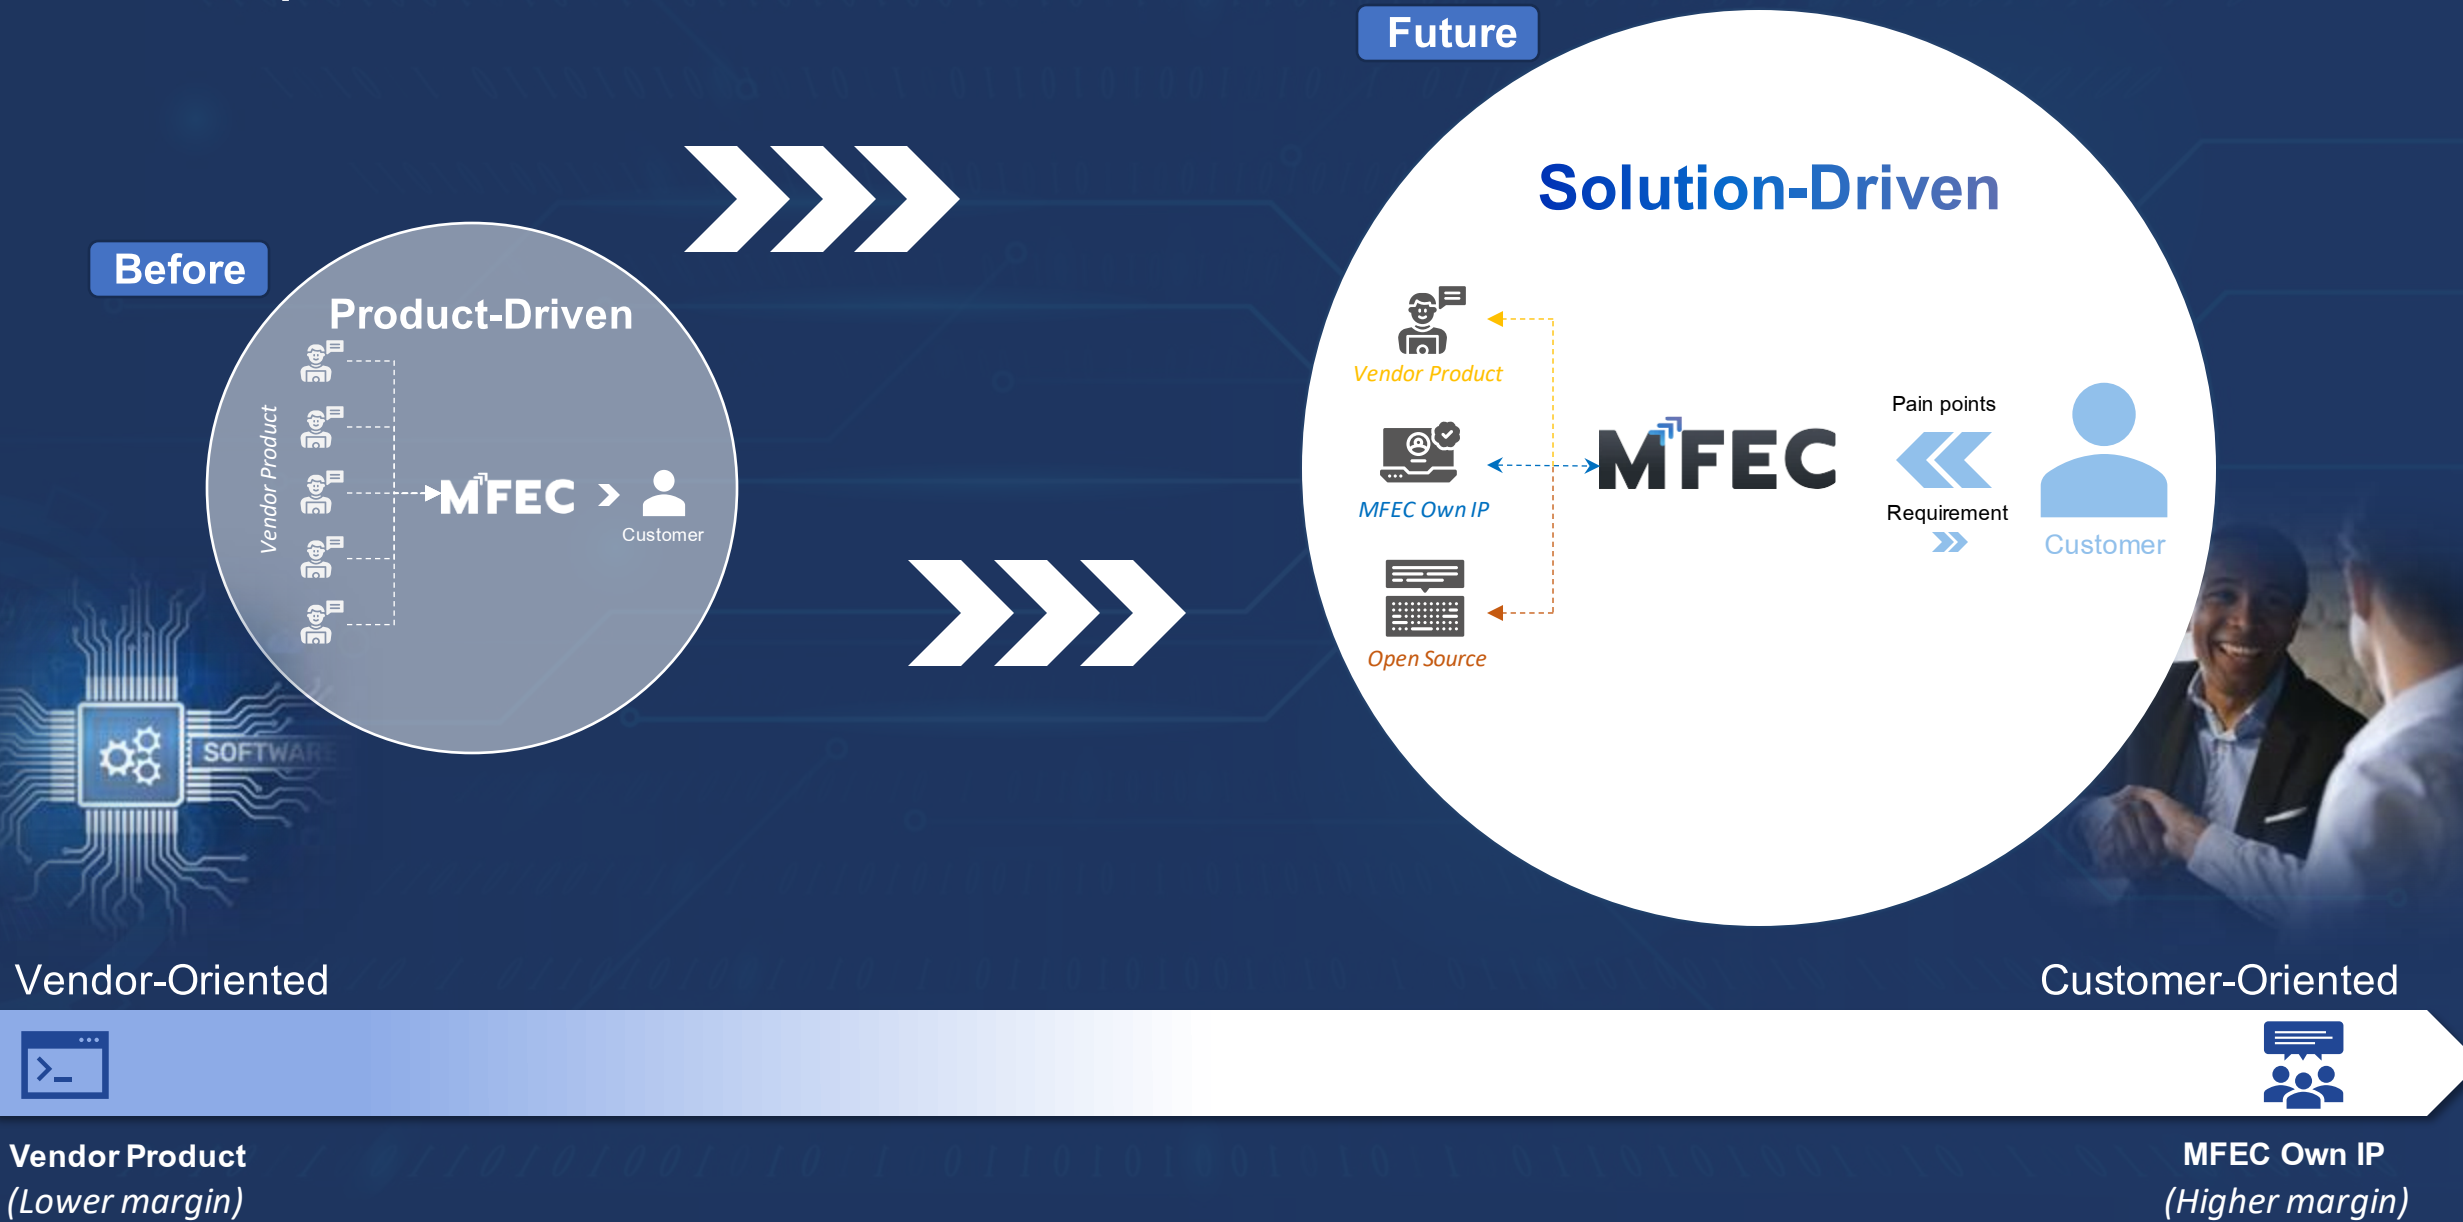 Future
Solution-Driven
Before
Product-Driven
Vendor Product
MFEC
Customer
Vendor Product
MFEC Own IP
Open Source
MFEC
Pain points
Requirement
Customer
SOFTWARE
Vendor-Oriented
Customer-Oriented
Vendor Product
(Lower margin)
MFEC Own IP
(Higher margin)